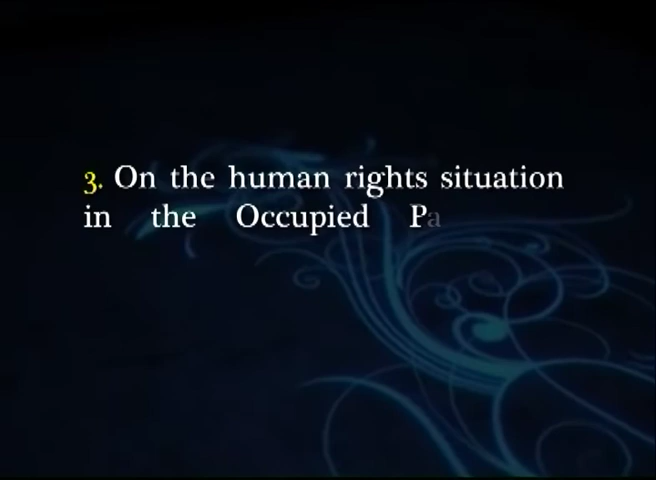 3. On the human rights situation
in the Occupied Pa